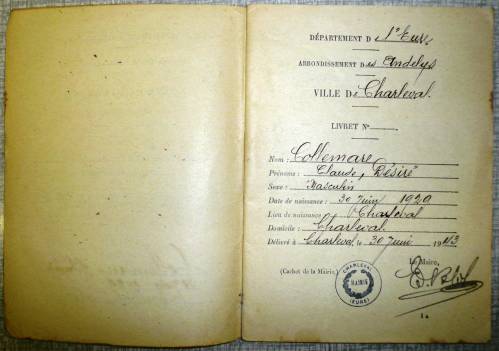 DÉPARTEMENT D l'Eure
ARRONDISSEMENT Des Andelys
VILLE De Charleval.
LIVRET N°
Nom : Collemare
Prénoms : Claude, Désiré
Sexe : Masculin
Date de naissance : 30 Juin 1929
Lieu de naissance : Charleval
Domicile : Charleval.
Délivré à Charleval, le 30 Juin 1943
Le Maire,
(Cachet de la Mairie)
CHARLEVAL
MAIRIE
(EURE)